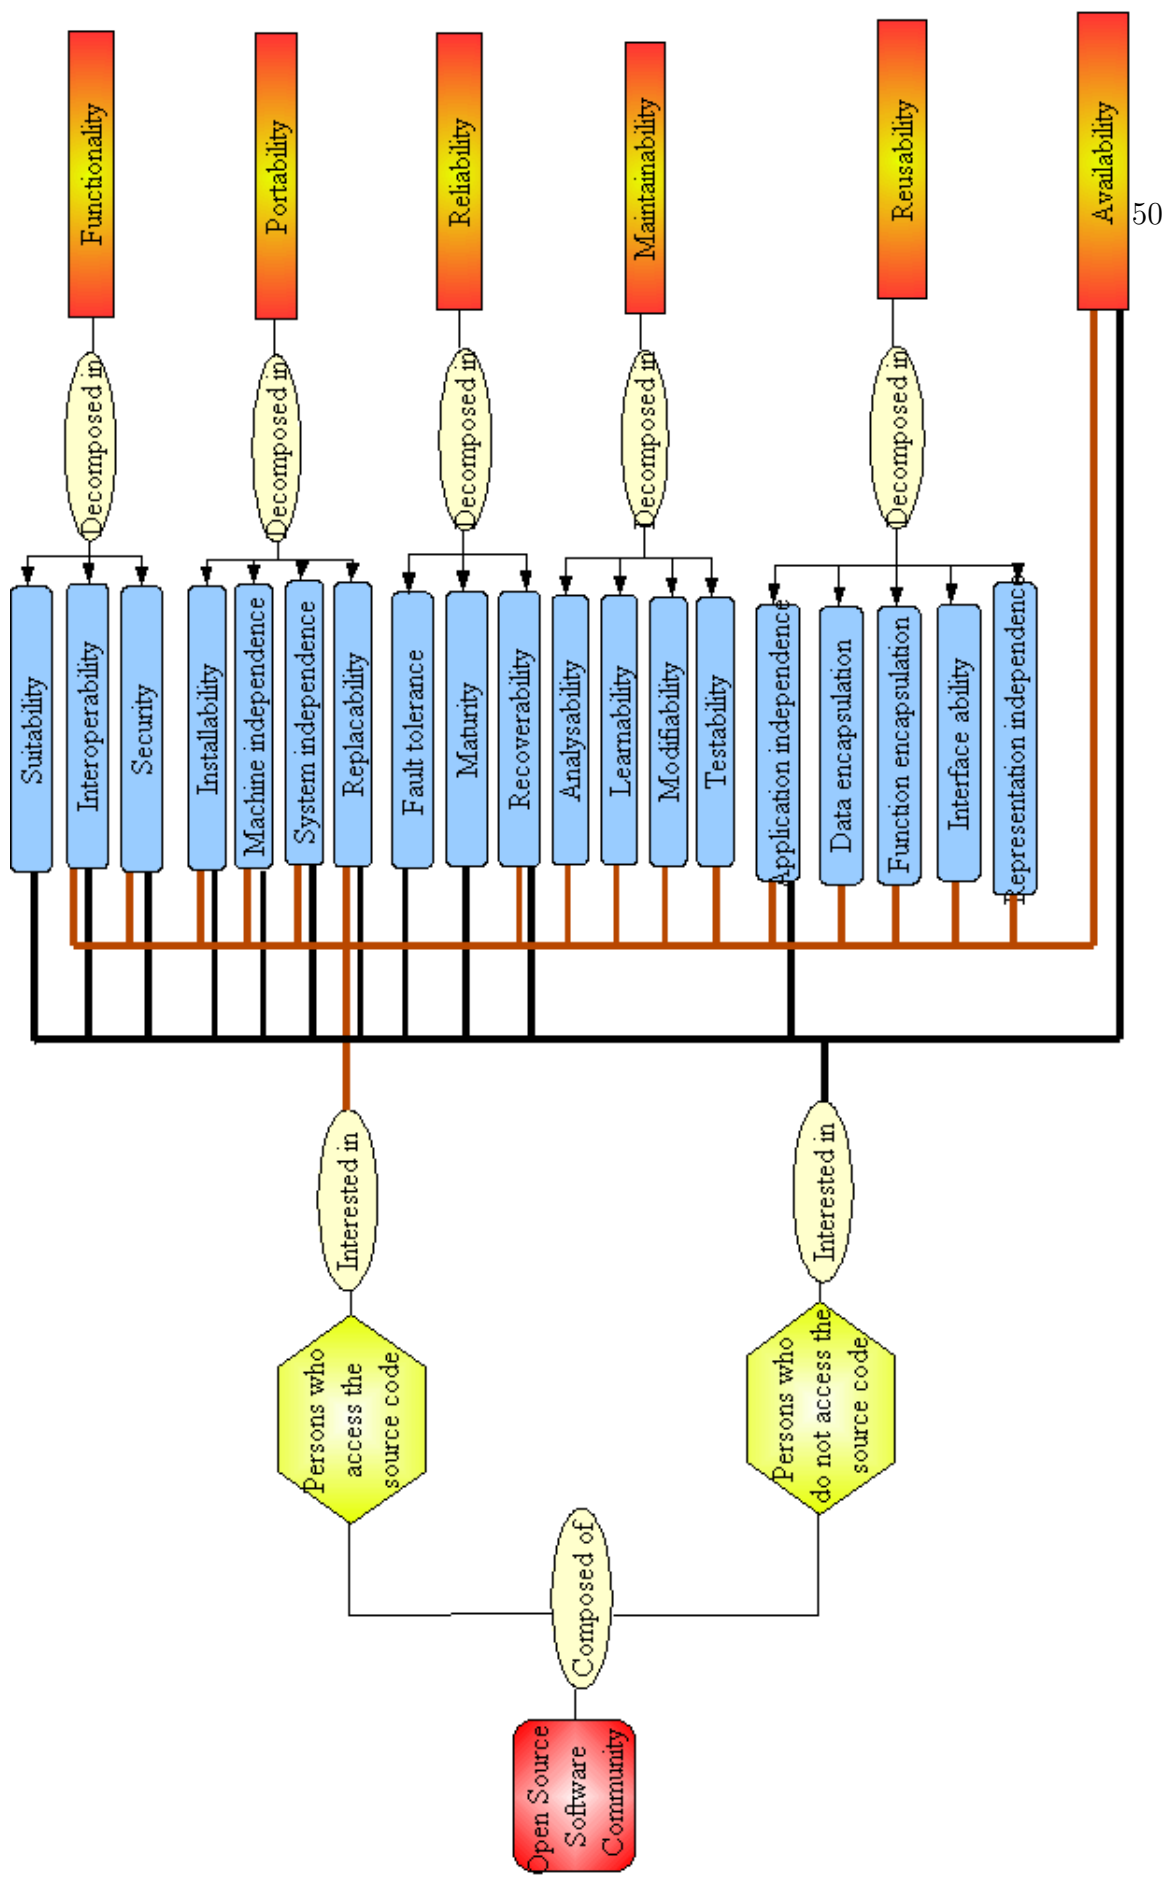 Functionality
Portability
Reliability
Maintainability
Reusability
Availability
50
Decomposed in
Decomposed in
Decomposed in
Decomposed in
Decomposed in
Suitability
Interoperability
Security
Installability
Machine independence
System independence
Replacability
Fault tolerance
Maturity
Recoverability
Analysability
Learnability
Modifiability
Testability
Application independence
Data encapsulation
Function encapsulation
Interface ability
Representation independence
Interested in
Interested in
Persons who
access the
source code
Persons who
do not access the
source code
Composed of
Open Source
Software
Community